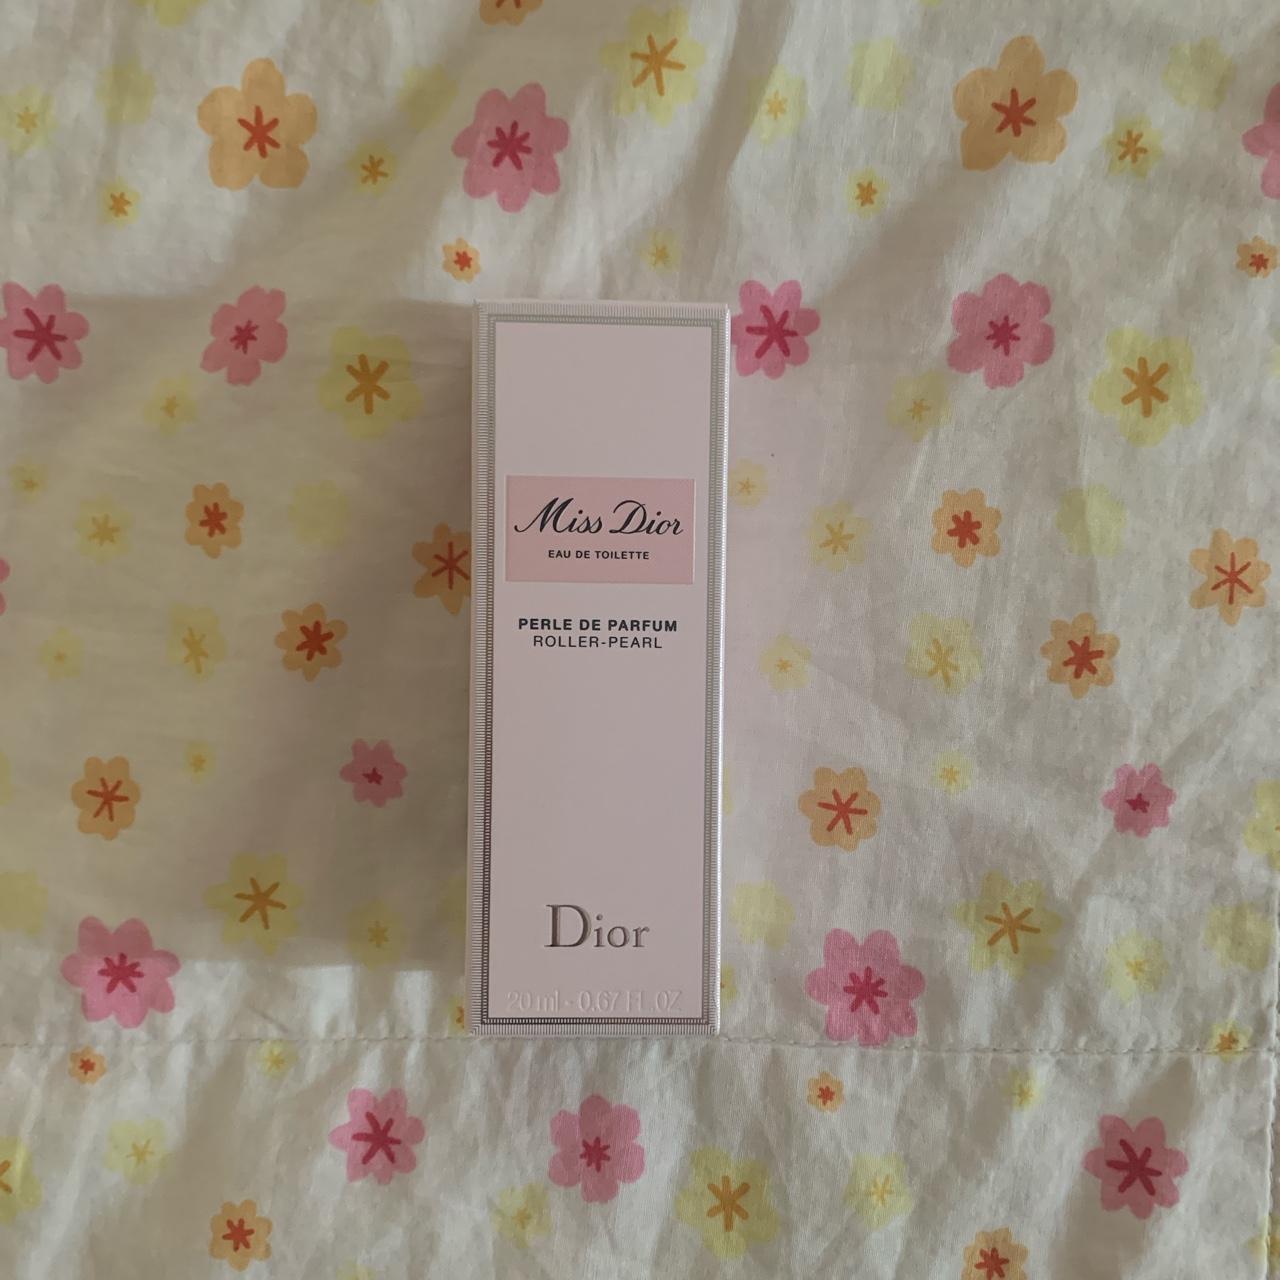 Miss Dior
EAU DE TOILETTE
PERLE DE PARFUM
ROLLER-PEARL
Dior
20 ml - 0.67 FL.OZ